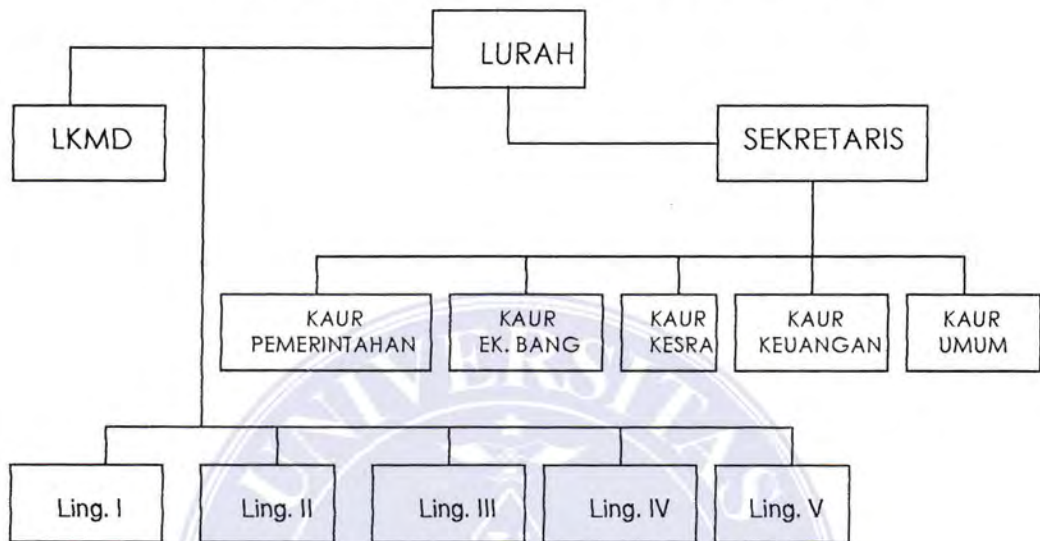 LURAH
LKMD
SEKRETARIS
KAUR
PEMERINTAHAN
KAUR
EK. BANG
KAUR
KESRA
KAUR
KEUANGAN
KAUR
UMUM
UNIVERSITAS
Ling. I
Ling. II
Ling. III
Ling. IV
Ling. V